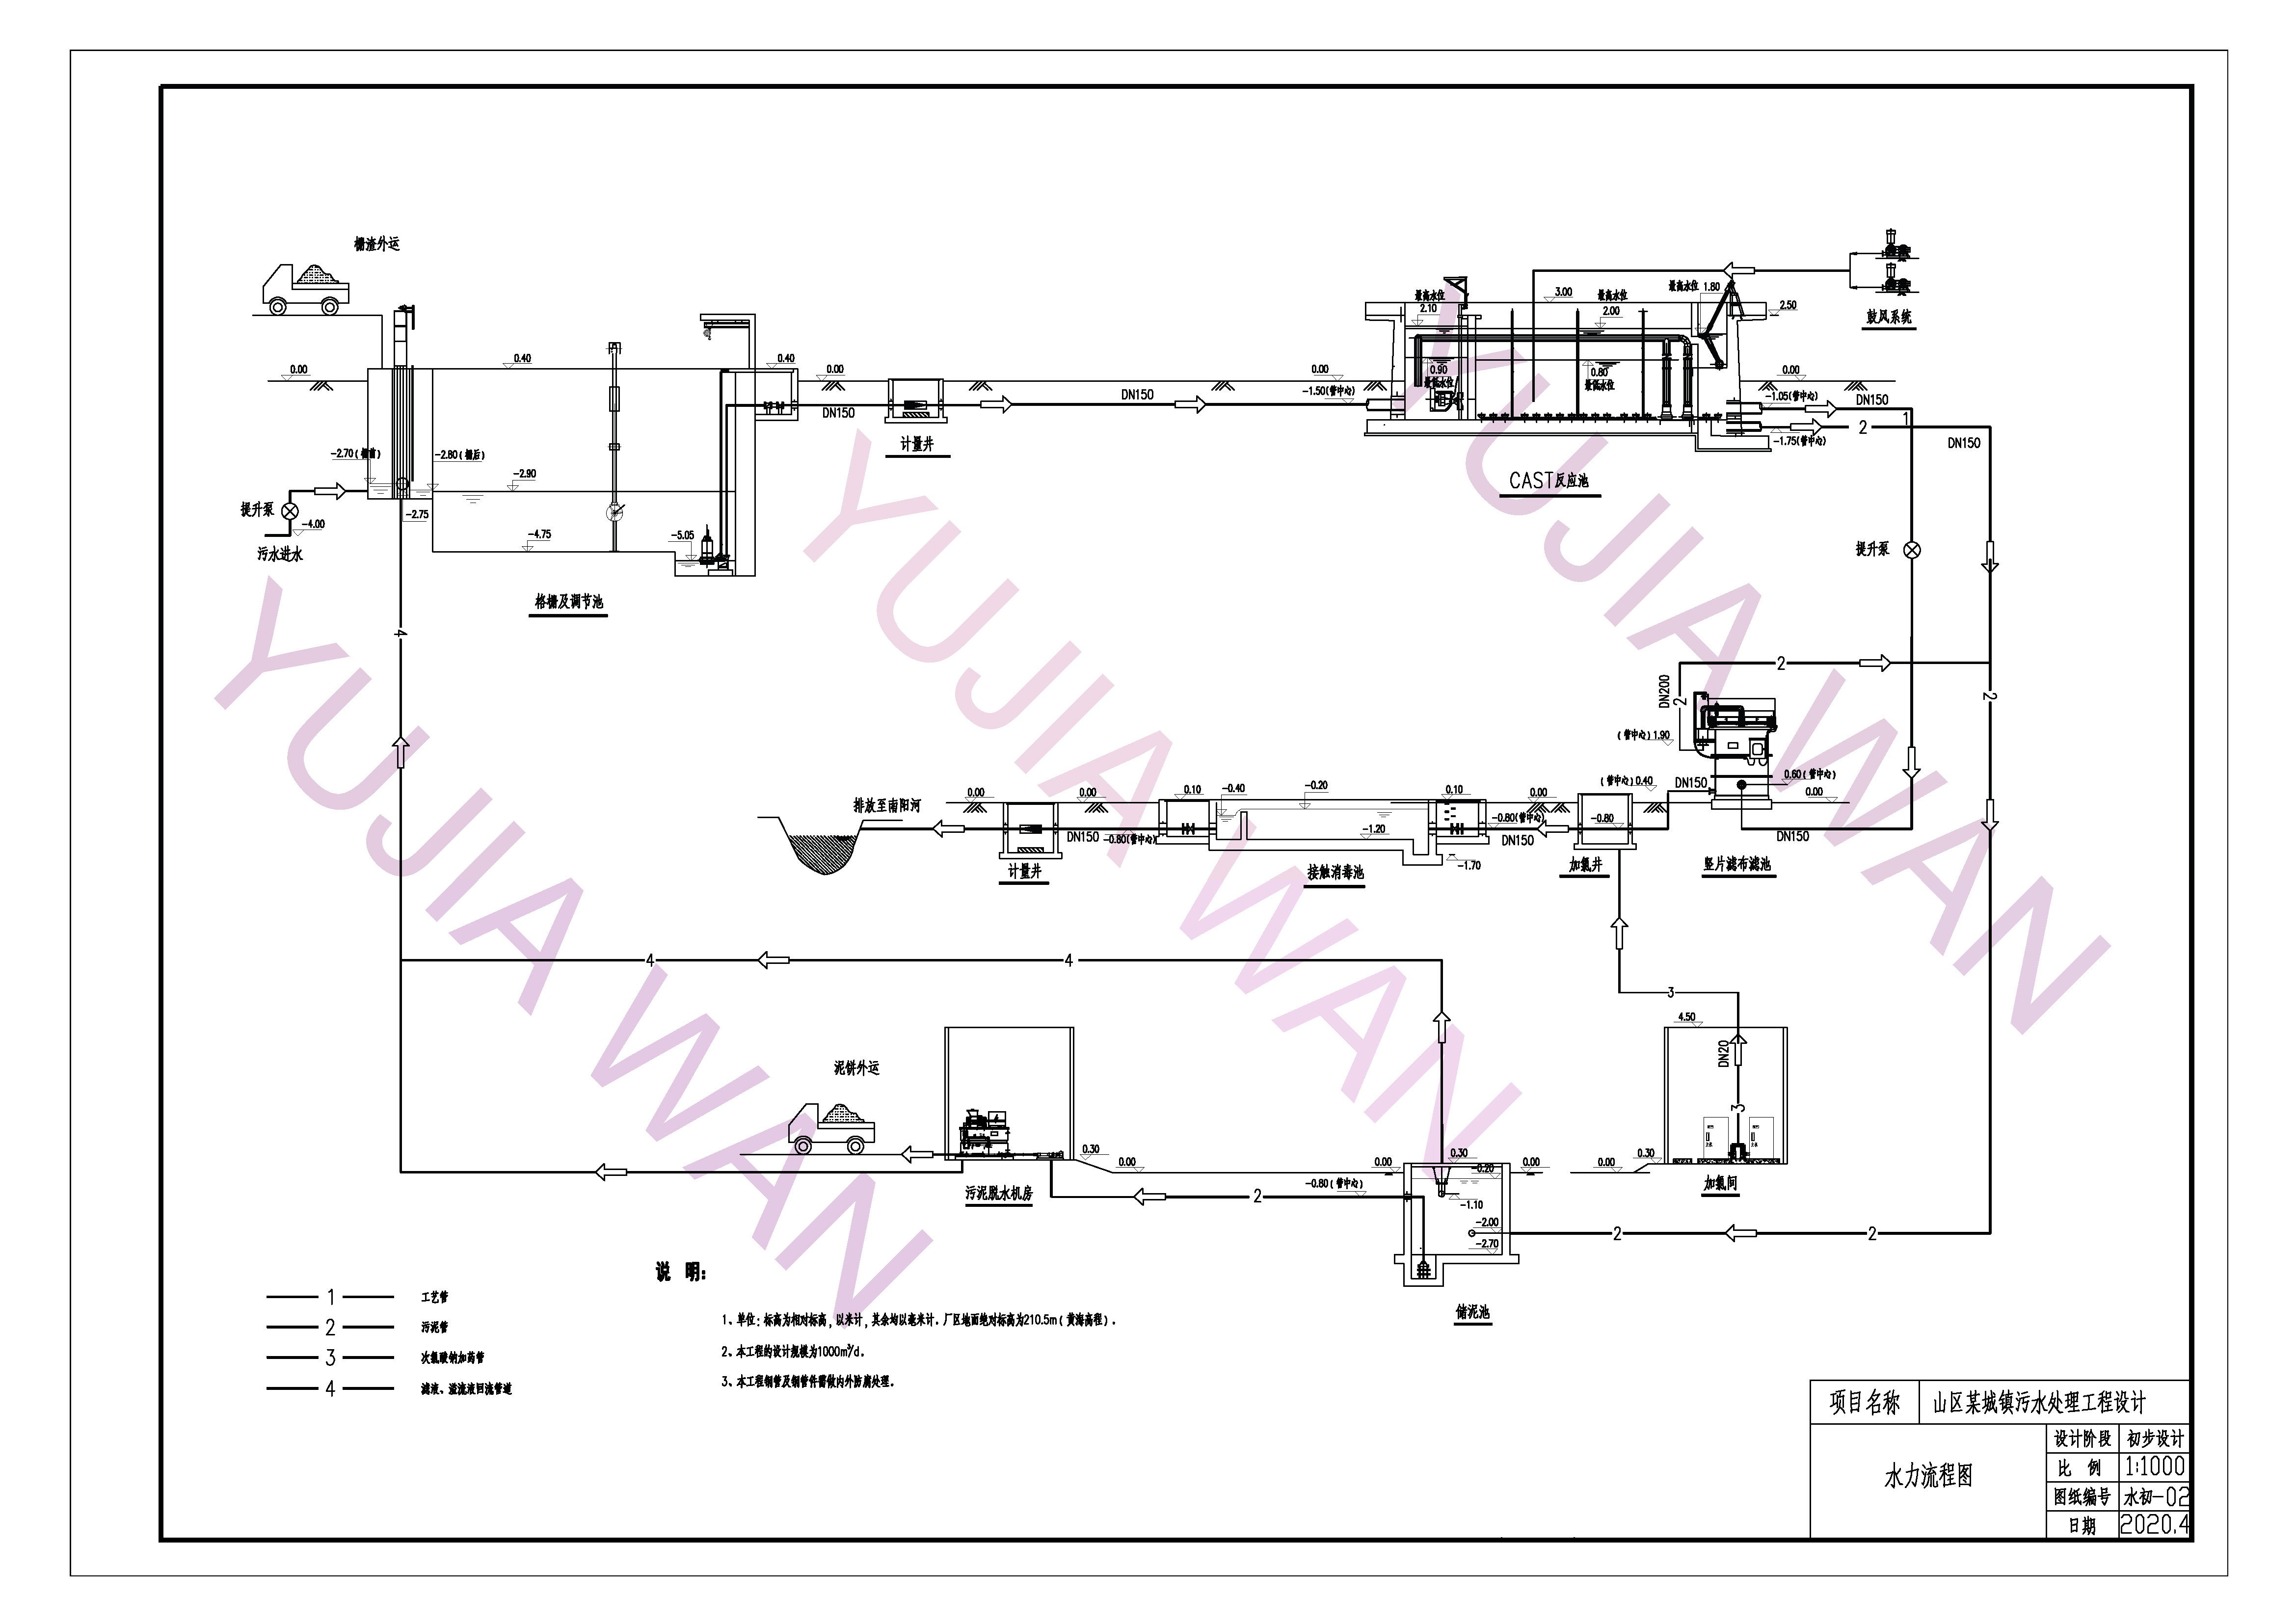 栅渣外运
0.00
0.40
0.40
0.00
DN150
计量井
DN150
0.00
-1.50(管中心)
最高水位
2.10
3.00
最高水位
2.00
最高水位 1.80
2.50
鼓风系统
0.90
最低水位
0.80
最低水位
0.00
-1.05(管中心)
DN150
1
-1.75(管中心)
2
DN150
CAST反应池
-2.70(栅前)
-2.80(栅后)
-2.90
提升泵
-4.00
-2.75
污水进水
-4.75
-5.05
格栅及调节池
提升泵
4
2
DN200
2
2
(管中心)1.90
(管中心)0.40
DN150
0.60(管中心)
0.00
DN150
竖片滤布滤池
排放至南阳河
0.00
0.00
0.10
-0.40
-0.20
0.10
0.00
DN150
-0.80(管中心)
-1.20
-0.80(管中心)
DN150
-0.80
-1.70
计量井
接触消毒池
加氯井
4
4
3
4.50
DN20
3
0.00
0.30
加氯间
泥饼外运
0.30
0.00
污泥脱水机房
-0.80(管中心)
2
0.00
0.30
-0.20
0.00
-1.10
-2.00
-2.70
2
2
储泥池
1 工艺管
2 污泥管
3 次氯酸钠加药管
4 滤液、溢流液回流管道
说 明:
1、单位:标高为相对标高,以米计,其余均以毫米计.厂区地面绝对标高为210.5m(黄海高程).
2、本工程的设计规模为1000m³/d.
3、本工程钢管及钢管件需做内外防腐处理.
项目名称 山区某城镇污水处理工程设计
水力流程图
设计阶段 初步设计
比 例 1:1000
图纸编号 水初-02
日期 2020.4
YUJIA WAN
YUJIA WAN
YUJIA WAN